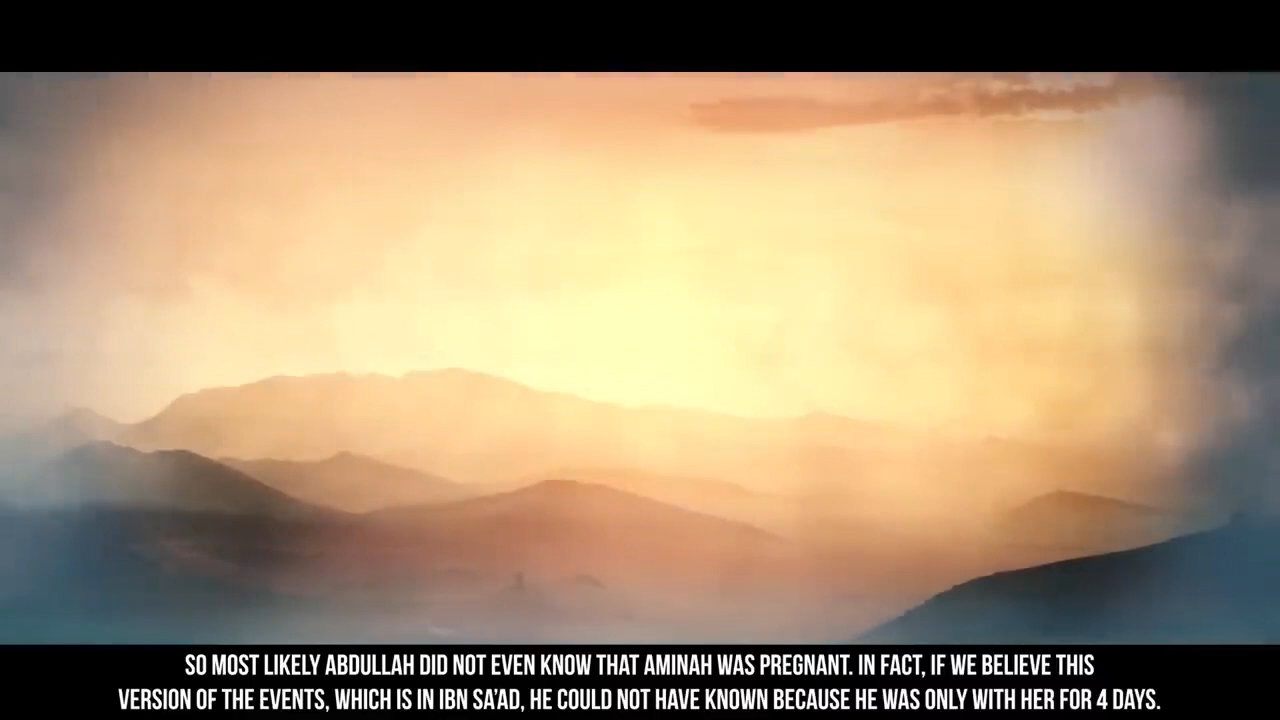 SO MOST LIKELY ABDULLAH DID NOT EVEN KNOW THAT AMINAH WAS PREGNANT. IN FACT, IF WE BELIEVE THIS
VERSION OF THE EVENTS, WHICH IS IN IBN SA'AD, HE COULD NOT HAVE KNOWN BECAUSE HE WAS ONLY WITH HER FOR 4 DAYS.